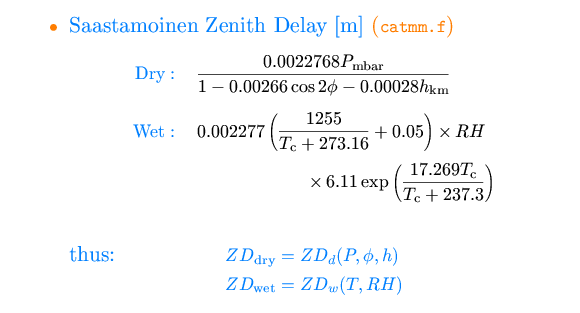 • Saastamoinen Zenith Delay [m] (catmm.f)
Dry : 0.0022768P_mbar / (1 − 0.00266 cos 2ϕ − 0.00028h_km)
Wet : 0.002277 (1255 / (T_c + 273.16) + 0.05) × RH
× 6.11 exp (17.269T_c / (T_c + 237.3))
thus: ZD_dry = ZD_d(P, ϕ, h)
ZD_wet = ZD_w(T, RH)